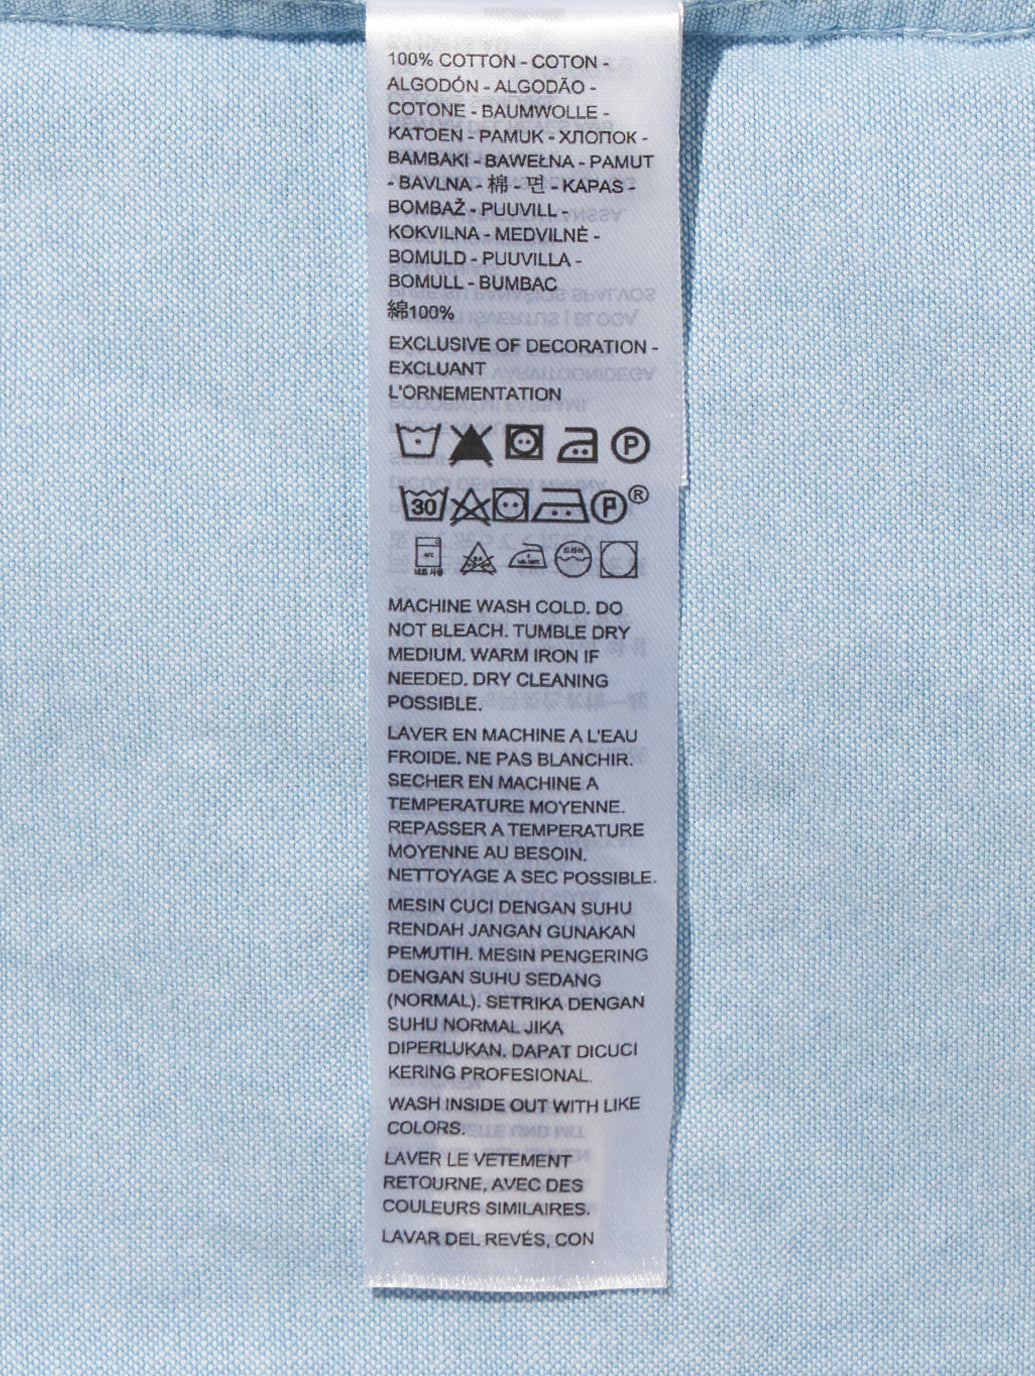 100% COTTON - COTON -
ALGODÓN - ALGODÃO -
COTONE - BAUMWOLLE -
KATOEN - PAMUK - ХЛОПОК -
BAMBAKI - BAWEŁNA - PAMUT
- BAVLNA - 棉 - 면 - KAPAS -
BOMBAŽ - PUUVILL -
KOKVILNA - MEDVILNĖ -
BOMULD - PUUVILLA -
BOMULL - BUMBAC
綿100%
EXCLUSIVE OF DECORATION -
EXCLUANT
L'ORNEMENTATION
P
30 P ®
MACHINE WASH COLD. DO
NOT BLEACH. TUMBLE DRY
MEDIUM. WARM IRON IF
NEEDED. DRY CLEANING
POSSIBLE.
LAVER EN MACHINE A L'EAU
FROIDE. NE PAS BLANCHIR.
SECHER EN MACHINE A
TEMPERATURE MOYENNE.
REPASSER A TEMPERATURE
MOYENNE AU BESOIN.
NETTOYAGE A SEC POSSIBLE.
MESIN CUCI DENGAN SUHU
RENDAH JANGAN GUNAKAN
PEMUTIH. MESIN PENGERING
DENGAN SUHU SEDANG
(NORMAL). SETRIKA DENGAN
SUHU NORMAL JIKA
DIPERLUKAN. DAPAT DICUCI
KERING PROFESIONAL.
WASH INSIDE OUT WITH LIKE
COLORS.
LAVER LE VETEMENT
RETOURNE, AVEC DES
COULEURS SIMILAIRES.
LAVAR DEL REVÉS, CON